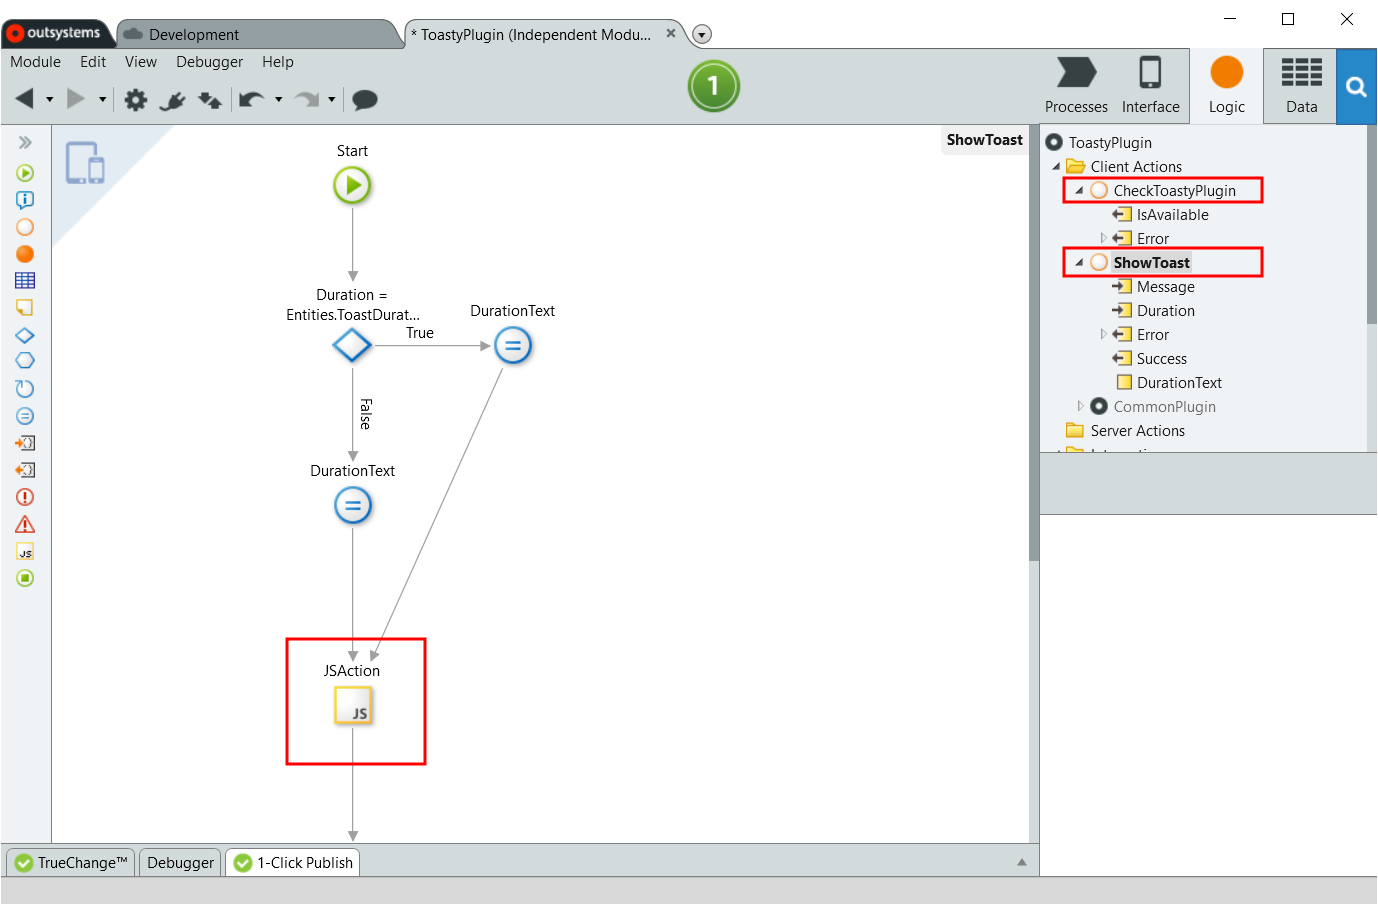 outsystems
Development
* ToastyPlugin (Independent Modu...
Module Edit View Debugger Help
1
Processes
Interface
Logic
Data
ShowToast
Start
Duration =
Entities.ToastDurat...
True
DurationText
False
DurationText
JSAction
JS
JS
ToastyPlugin
Client Actions
CheckToastyPlugin
IsAvailable
Error
ShowToast
Message
Duration
Error
Success
DurationText
CommonPlugin
Server Actions
TrueChange™
Debugger
1-Click Publish